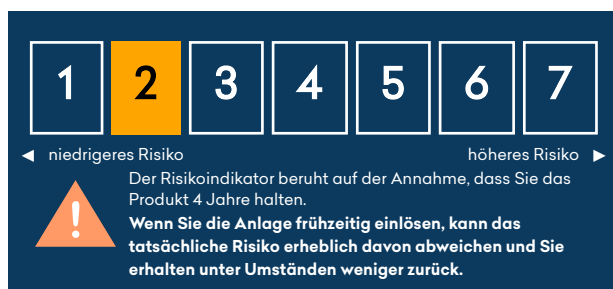 1 2 3 4 5 6 7
◄ niedrigeres Risiko höheres Risiko ►
!
Der Risikoindikator beruht auf der Annahme, dass Sie das
Produkt 4 Jahre halten.
Wenn Sie die Anlage frühzeitig einlösen, kann das
tatsächliche Risiko erheblich davon abweichen und Sie
erhalten unter Umständen weniger zurück.